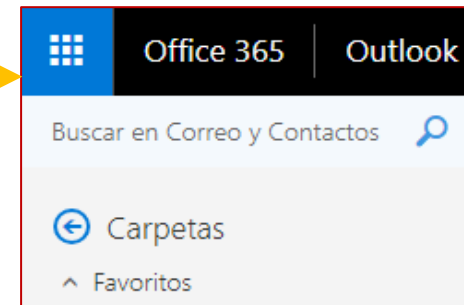 Office 365 Outlook
Buscar en Correo y Contactos
Carpetas
Favoritos